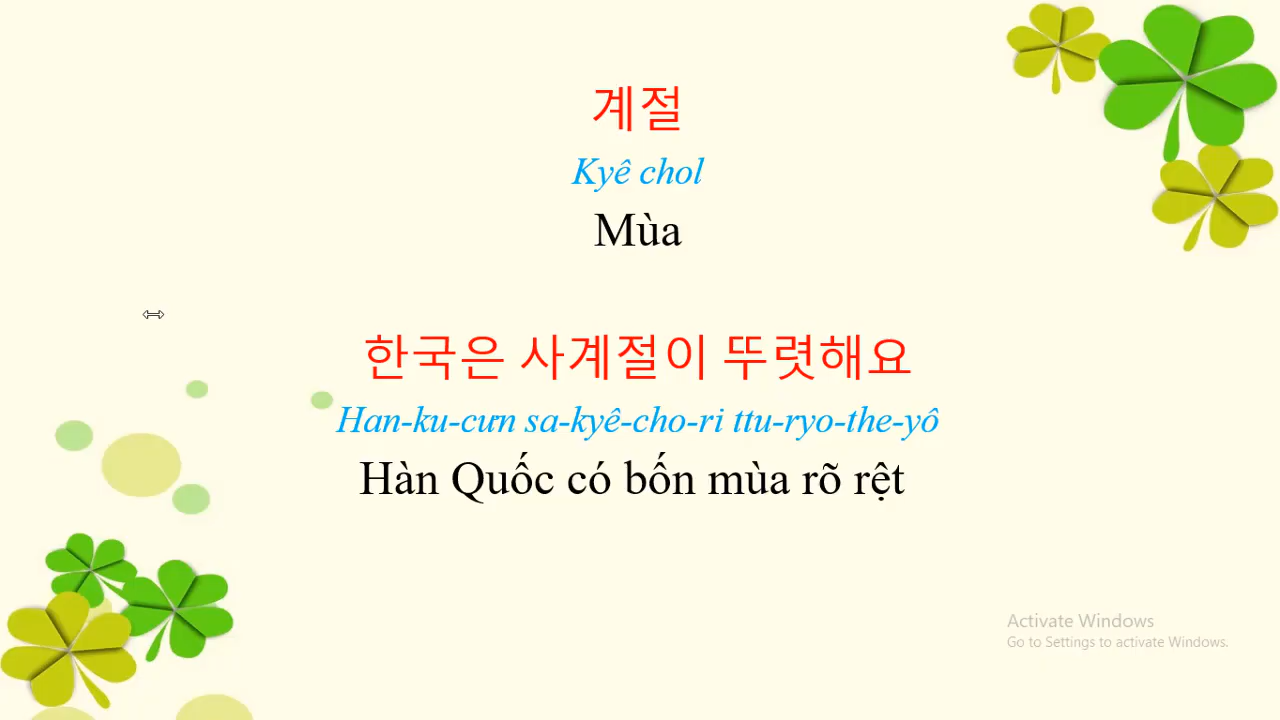 계절
Kyê chol
Mùa
한국은 사계절이 뚜렷해요
Han-ku-cưn sa-kyê-cho-ri ttu-ryo-the-yô
Hàn Quốc có bốn mùa rõ rệt
Activate Windows
Go to Settings to activate Windows.